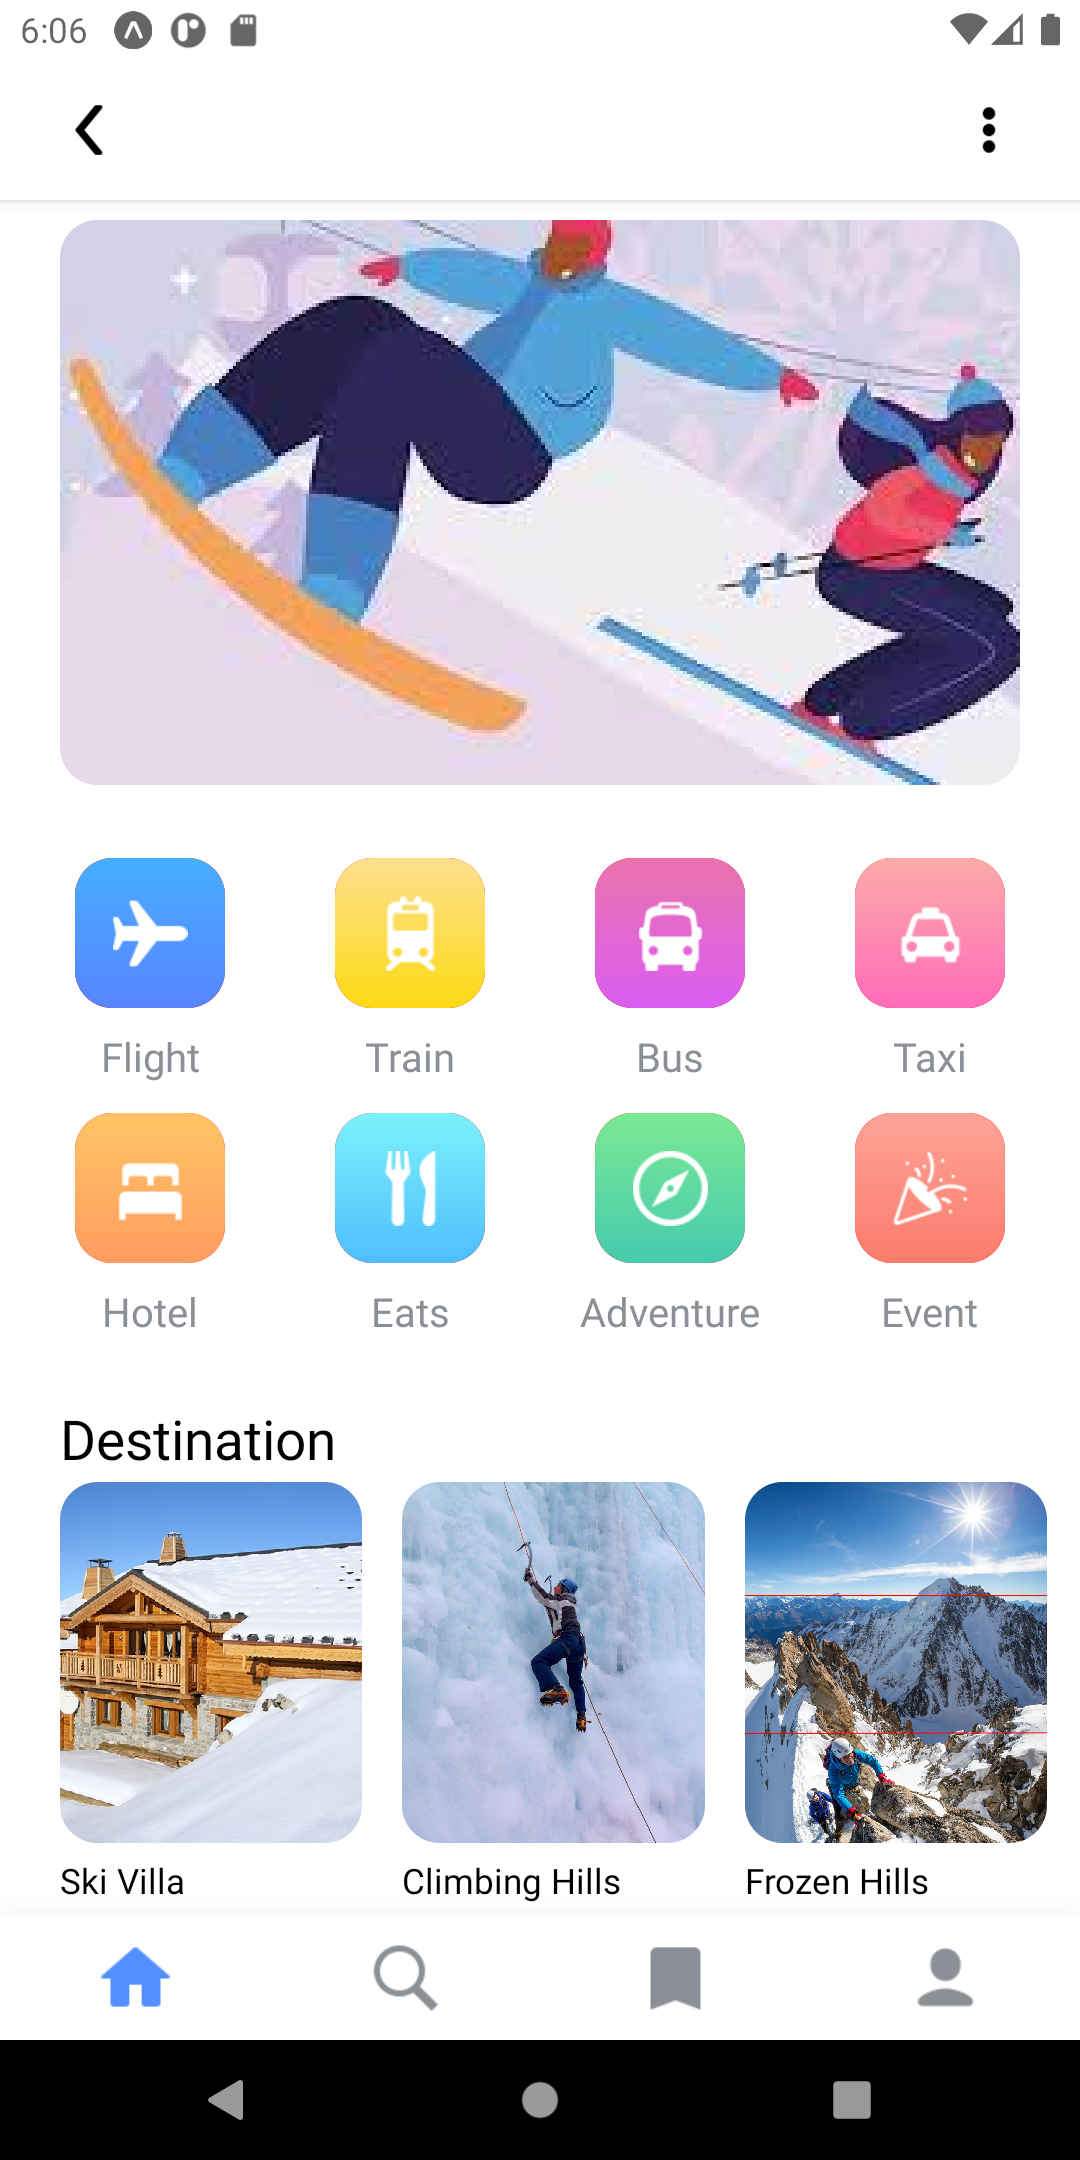 6:06
Flight Train Bus Taxi
Hotel Eats Adventure Event
Destination
Ski Villa Climbing Hills Frozen Hills